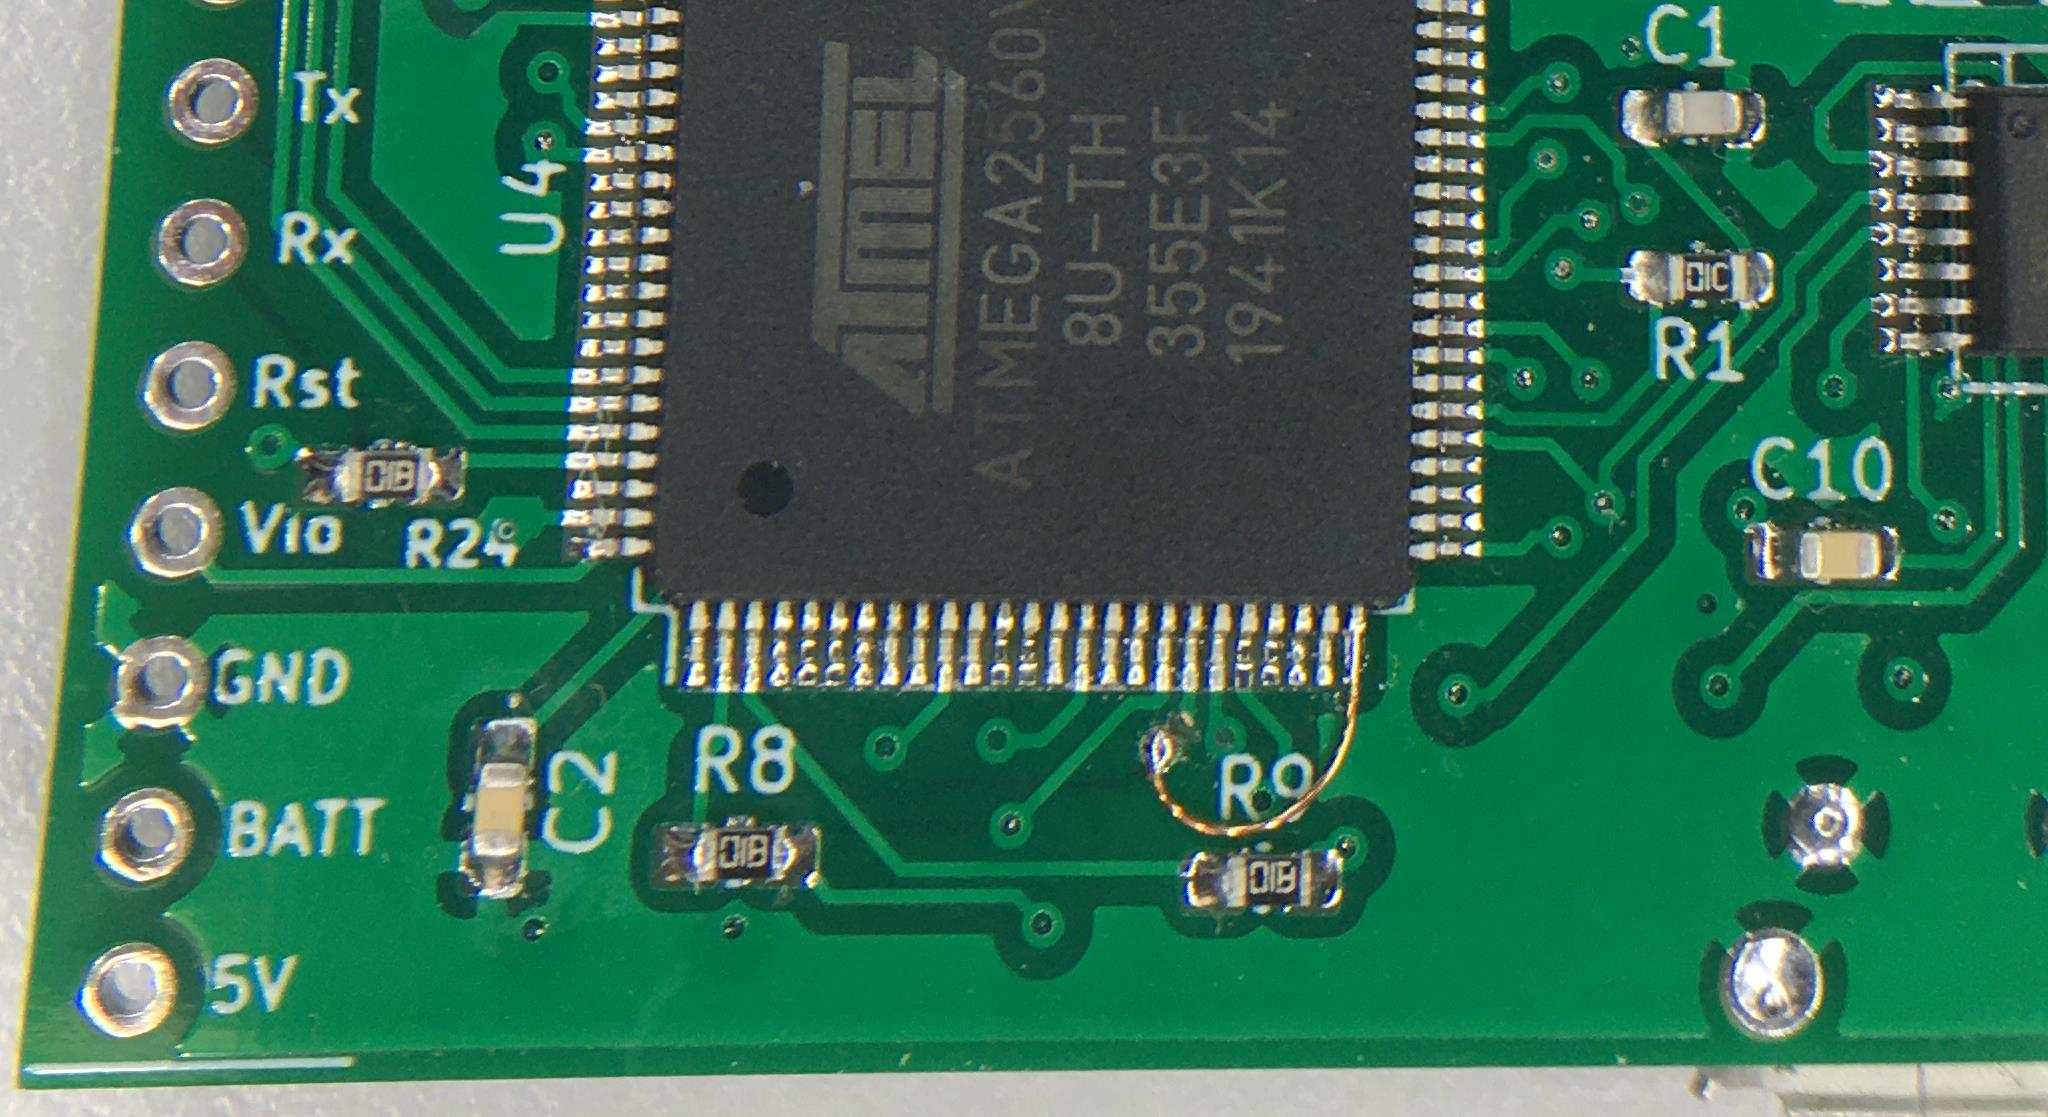 Tx
Rx
Rst
Vio
GND
BATT
5V
U4
R24
ATMEL
ATMEGA2560V
8U-TH
355E3F
1941K14
C1
R1
C10
C2
R8
R9